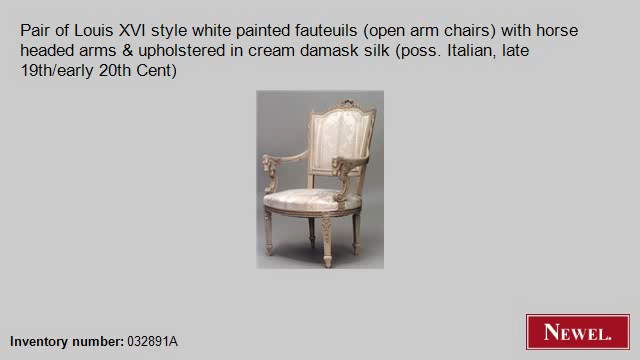 Pair of Louis XVI style white painted fauteuils (open arm chairs) with horse
headed arms & upholstered in cream damask silk (poss. Italian, late
19th/early 20th Cent)
NEWEL.
Inventory number: 032891A